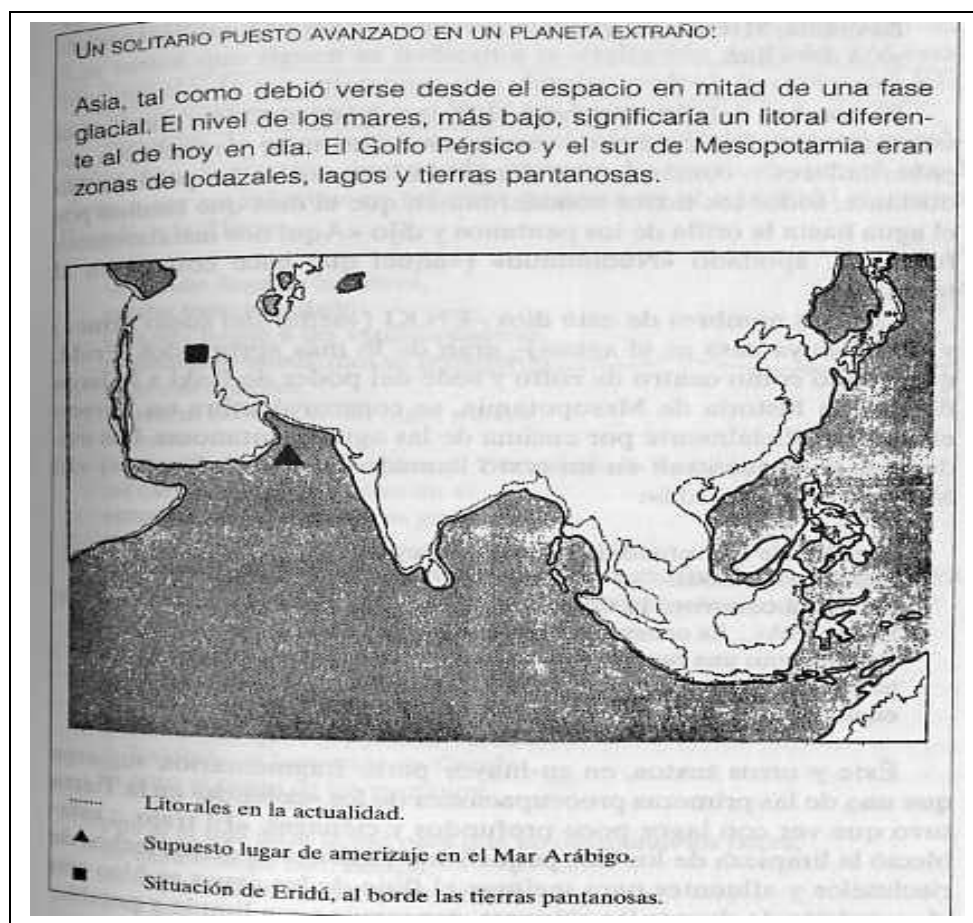 UN SOLITARIO PUESTO AVANZADO EN UN PLANETA EXTRAÑO:
Asia, tal como debió verse desde el espacio en mitad de una fase
glacial. El nivel de los mares, más bajo, significaría un litoral diferen-
te al de hoy en día. El Golfo Pérsico y el sur de Mesopotamia eran
zonas de lodazales, lagos y tierras pantanosas.
Litorales en la actualidad.
Supuesto lugar de amerizaje en el Mar Arábigo.
Situación de Eridú, al borde las tierras pantanosas.